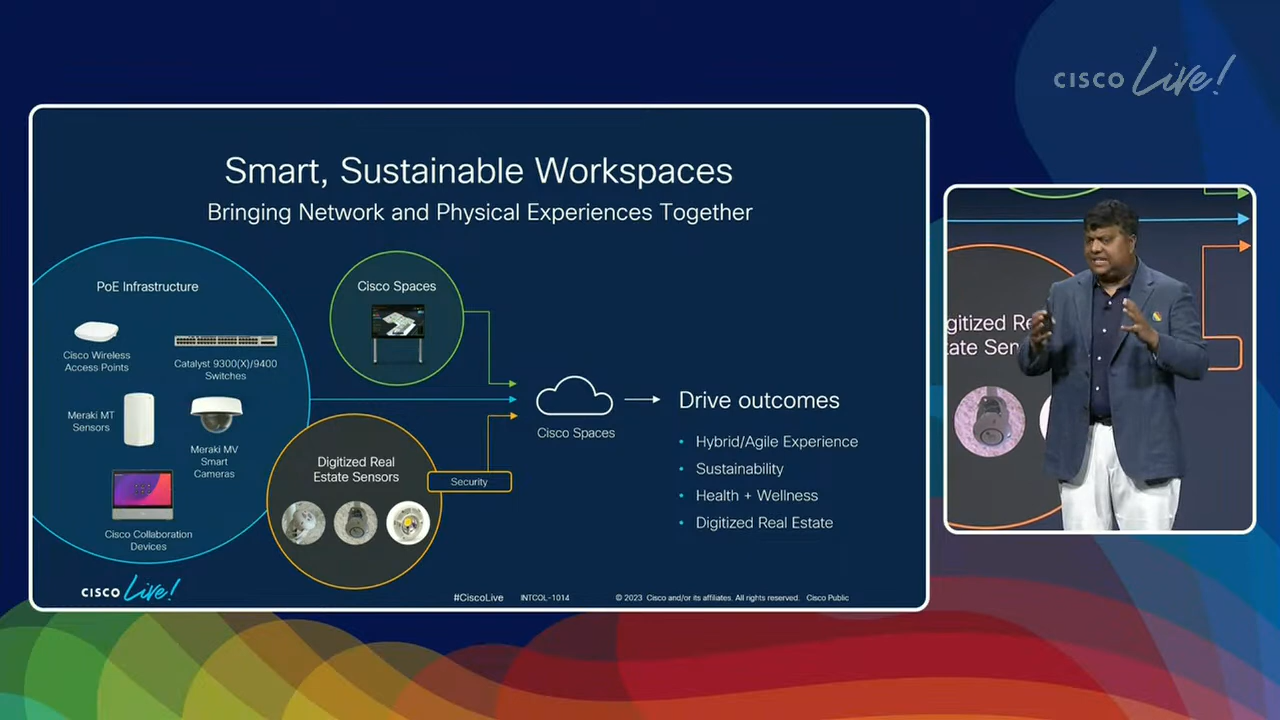 CISCO Live!
Smart, Sustainable Workspaces
Bringing Network and Physical Experiences Together
PoE Infrastructure
Cisco Wireless
Access Points
Catalyst 9300(X)/9400
Switches
Meraki MT
Sensors
Meraki MV
Smart
Cameras
Cisco Collaboration
Devices
Cisco Spaces
Digitized Real
Estate Sensors
Security
Cisco Spaces
Drive outcomes
• Hybrid/Agile Experience
• Sustainability
• Health + Wellness
• Digitized Real Estate
CISCO Live!
#CiscoLive
INTCOL-1014
© 2023 Cisco and/or its affiliates. All rights reserved. Cisco Public
gitized Re
tate Sen